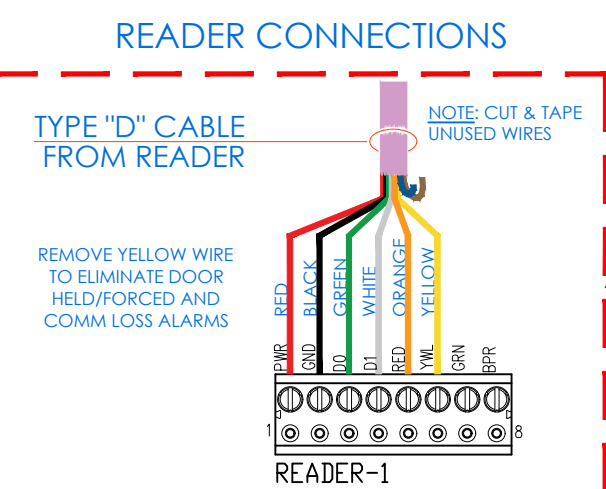 READER CONNECTIONS
TYPE "D" CABLE
FROM READER
NOTE: CUT & TAPE
UNUSED WIRES
REMOVE YELLOW WIRE
TO ELIMINATE DOOR
HELD/FORCED AND
COMM LOSS ALARMS
RED
BLACK
GREEN
WHITE
ORANGE
YELLOW
PWR
GND
D0
D1
RED
YWL
GRN
BPR
1
8
READER-1